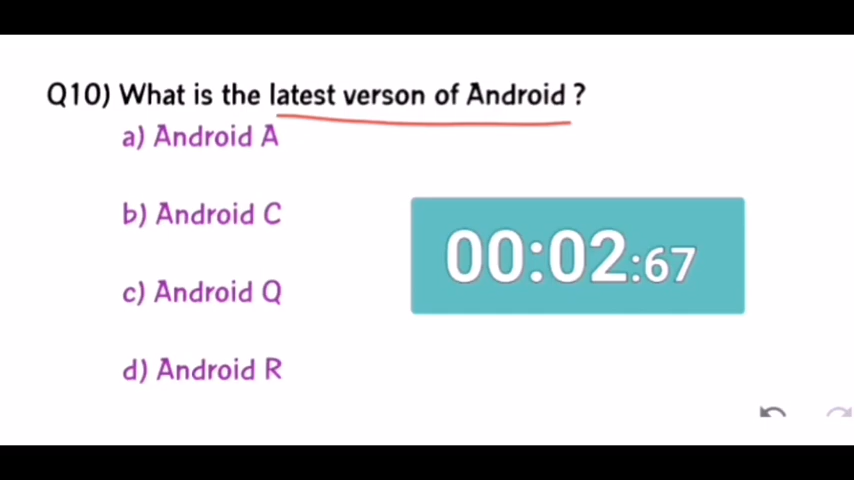 Q10) What is the latest verson of Android ?
a) Android A
b) Android C
00:02:67
c) Android Q
d) Android R